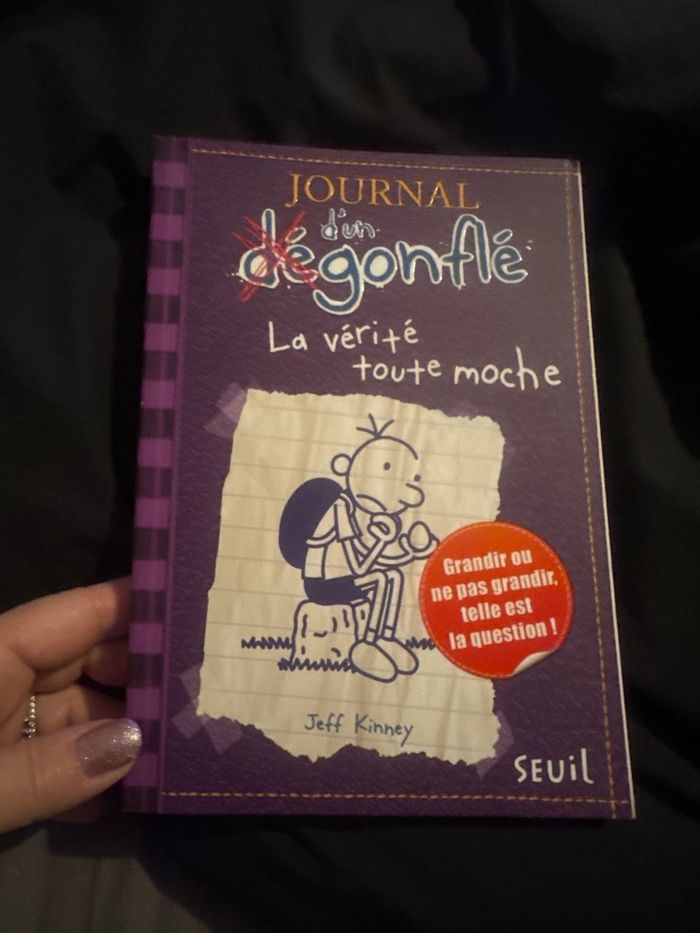 JOURNAL
d'un
dégonflé
La vérité
toute moche
Grandir ou
ne pas grandir,
telle est
la question !
Jeff Kinney
SEUIL